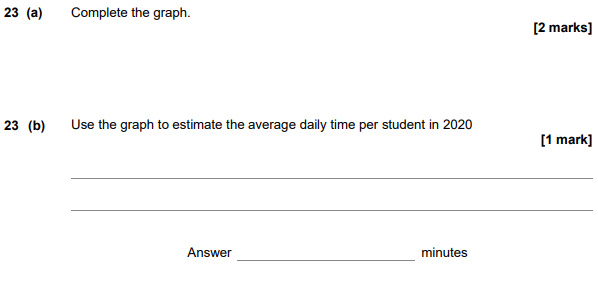 23 (a) Complete the graph.
[2 marks]
23 (b) Use the graph to estimate the average daily time per student in 2020
[1 mark]
Answer minutes